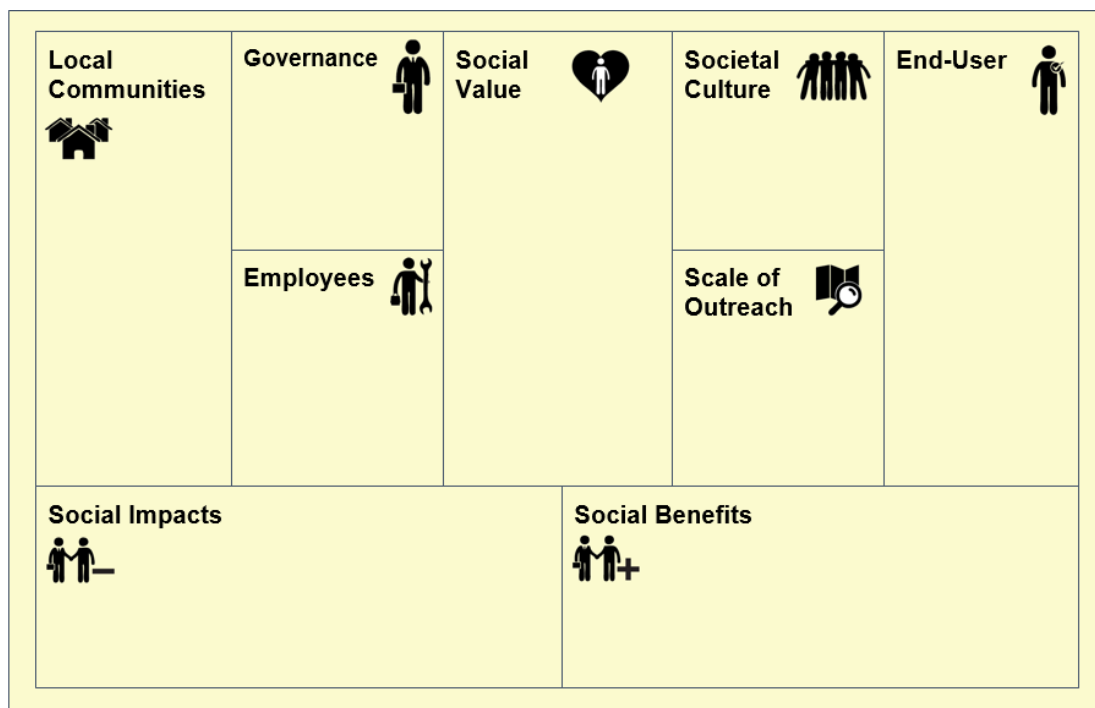 Local
Communities
Governance
Employees
Social
Value
Societal
Culture
Scale of
Outreach
End-User
Social Impacts
Social Benefits